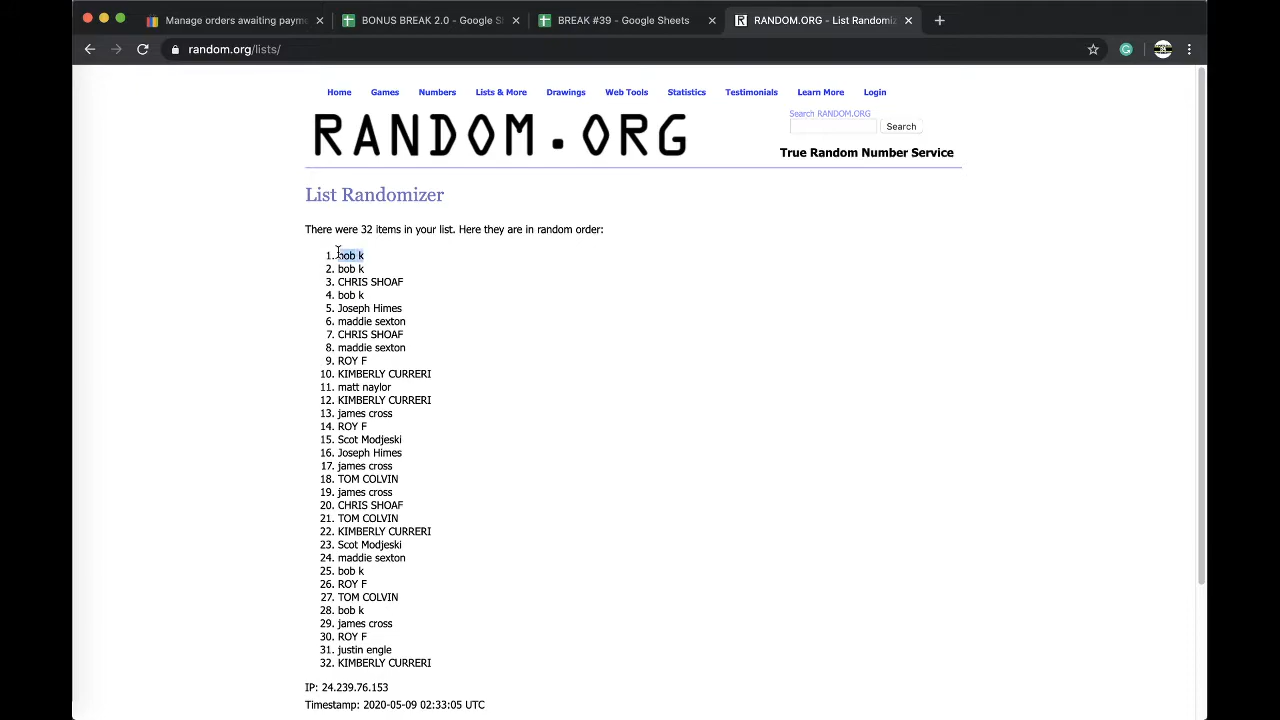 Manage orders awaiting payme
BONUS BREAK 2.0 - Google S
BREAK #39 - Google Sheets
RANDOM.ORG - List Randomiz
random.org/lists/
Home Games Numbers Lists & More Drawings Web Tools Statistics Testimonials Learn More Login
RANDOM.ORG
Search RANDOM.ORG
Search
True Random Number Service
List Randomizer
There were 32 items in your list. Here they are in random order:
1. bob k
2. bob k
3. CHRIS SHOAF
4. bob k
5. Joseph Himes
6. maddie sexton
7. CHRIS SHOAF
8. maddie sexton
9. ROY F
10. KIMBERLY CURRERI
11. matt naylor
12. KIMBERLY CURRERI
13. james cross
14. ROY F
15. Scot Modjeski
16. Joseph Himes
17. james cross
18. TOM COLVIN
19. james cross
20. CHRIS SHOAF
21. TOM COLVIN
22. KIMBERLY CURRERI
23. Scot Modjeski
24. maddie sexton
25. bob k
26. ROY F
27. TOM COLVIN
28. bob k
29. james cross
30. ROY F
31. justin engle
32. KIMBERLY CURRERI
IP: 24.239.76.153
Timestamp: 2020-05-09 02:33:05 UTC